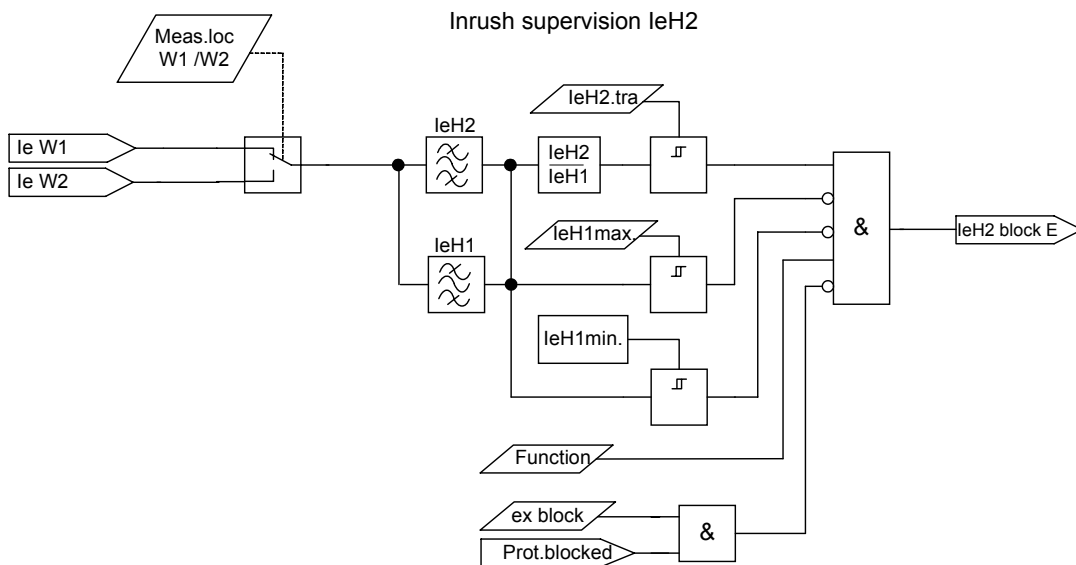 Inrush supervision IeH2
Meas.loc
W1 /W2
IeH2.tra
IeH2
Ie W1
IeH2
IeH1
Ie W2
IeH1max.
&
IeH2 block E
IeH1
IeH1min.
Function
ex block
&
Prot.blocked